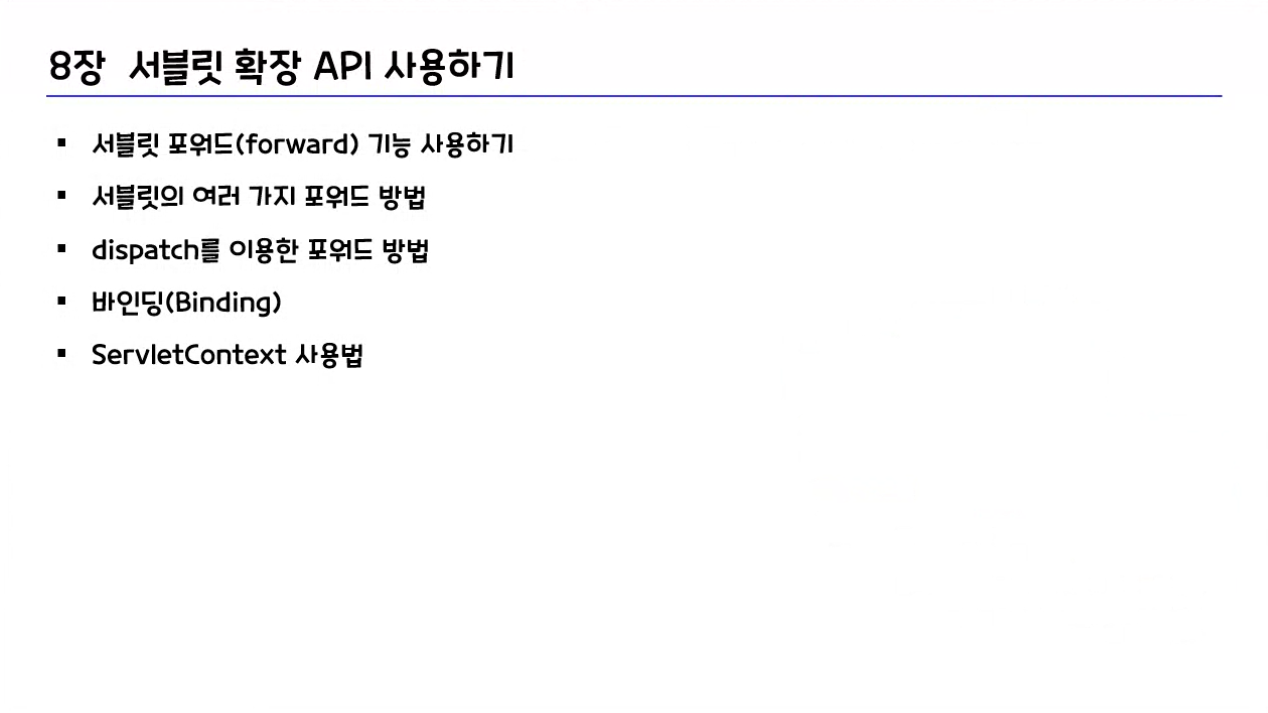 8장 서블릿 확장 API 사용하기
▪ 서블릿 포워드(forward) 기능 사용하기
▪ 서블릿의 여러 가지 포워드 방법
▪ dispatch를 이용한 포워드 방법
▪ 바인딩(Binding)
▪ ServletContext 사용법